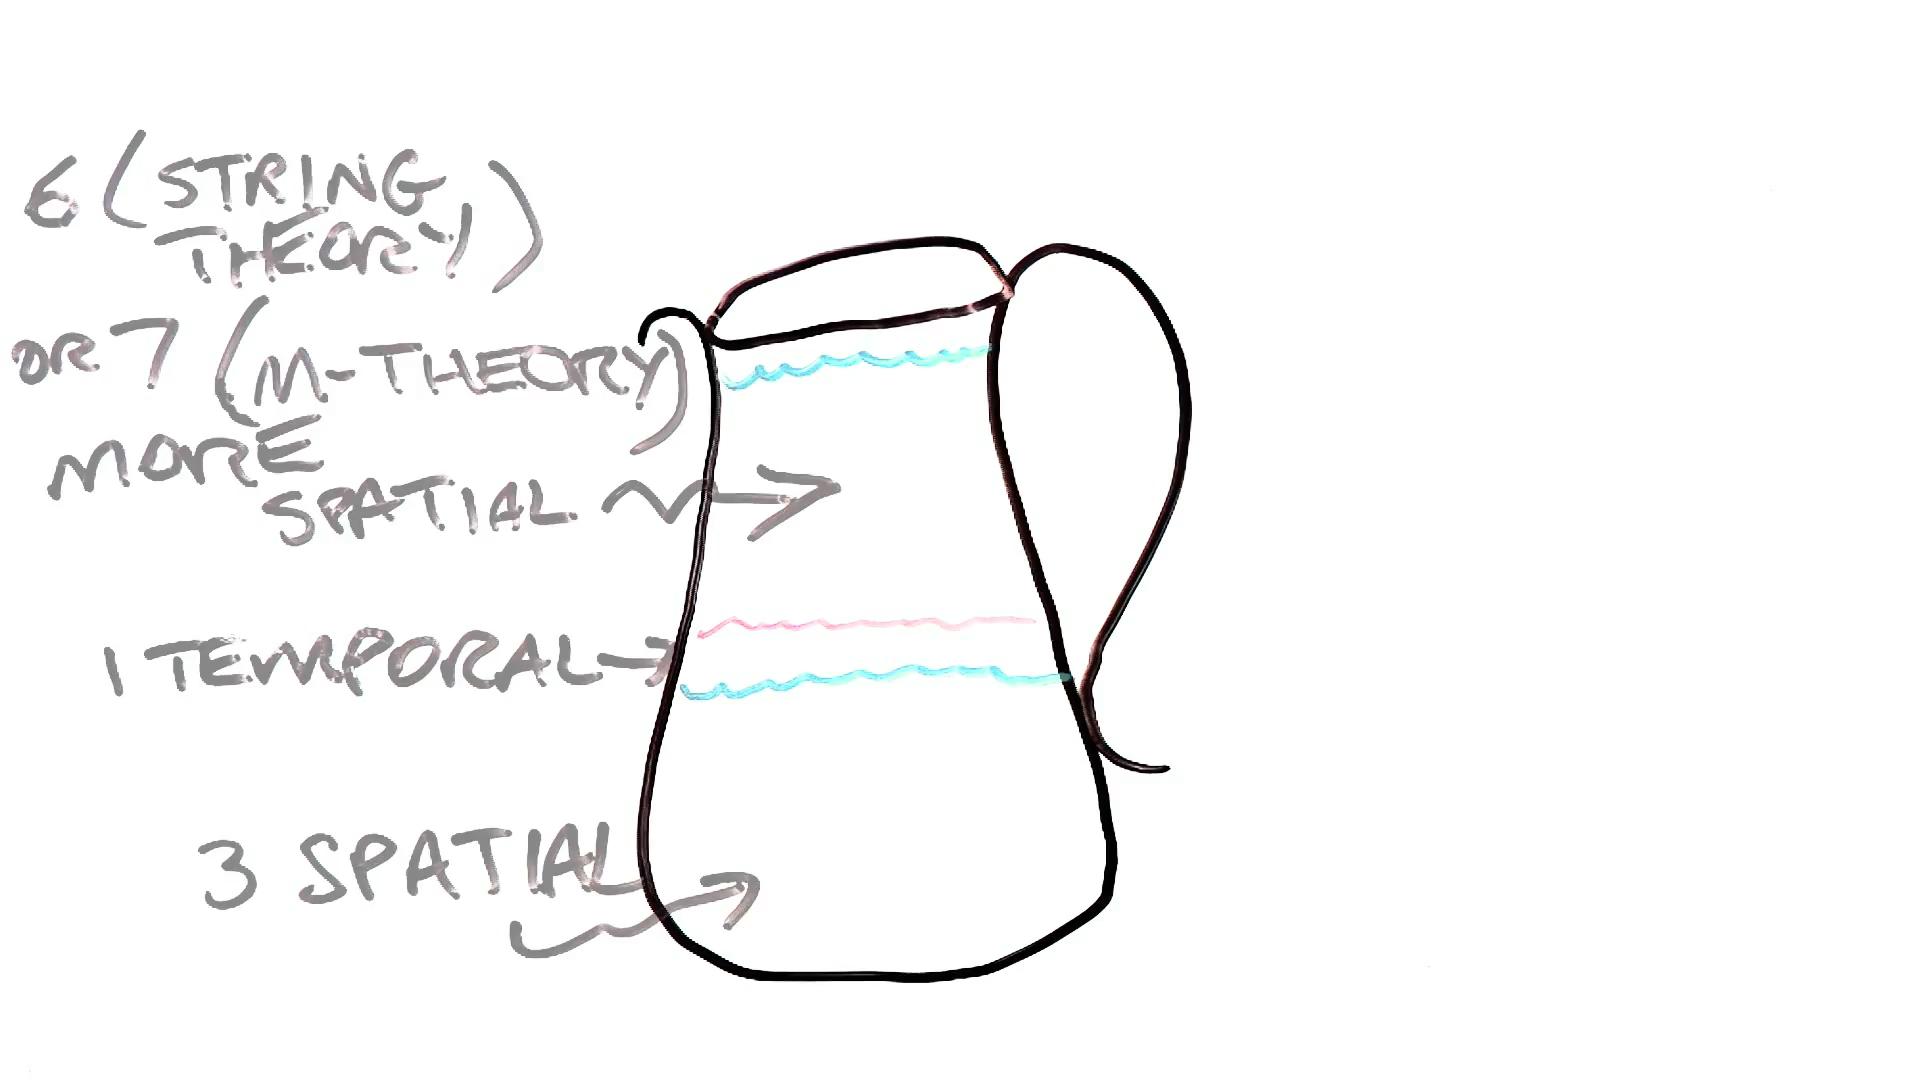 6 (STRING
THEORY)
OR 7 (M-THEORY)
MORE
SPATIAL
1 TEMPORAL
3 SPATIAL